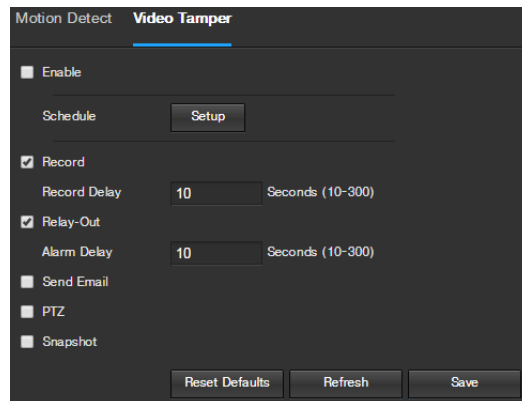 Motion Detect Video Tamper
Enable
Schedule Setup
Record
Record Delay 10 Seconds (10-300)
Relay-Out
Alarm Delay 10 Seconds (10-300)
Send Email
PTZ
Snapshot
Reset Defaults Refresh Save